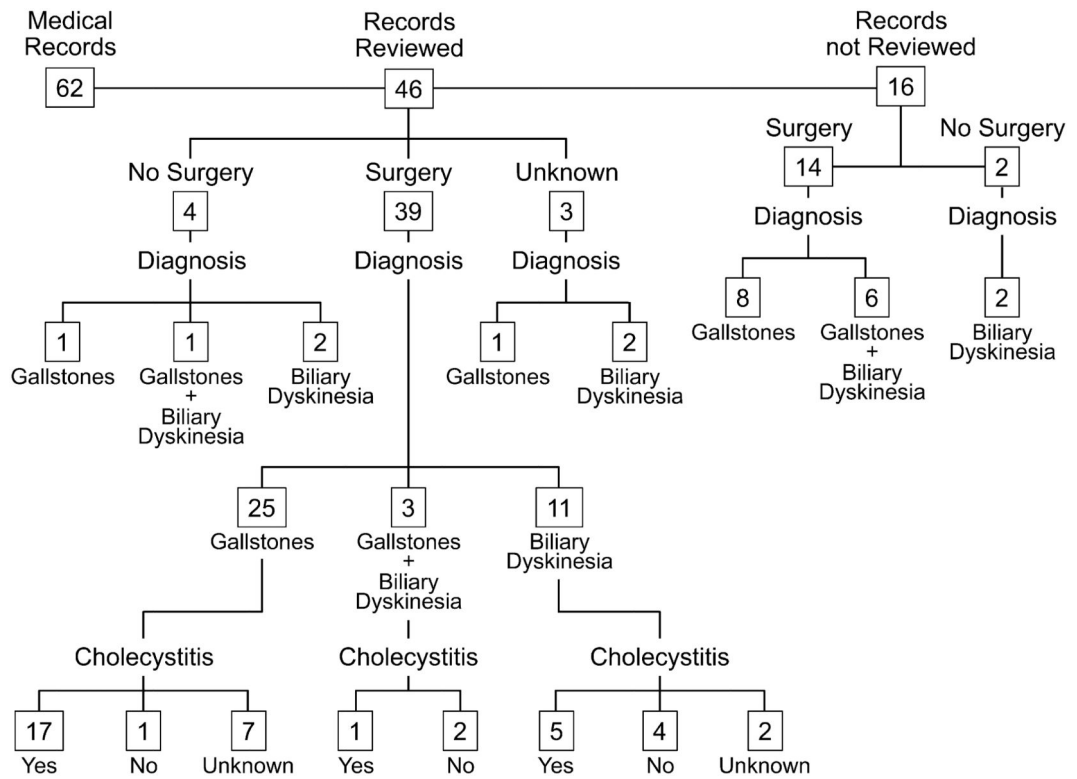 Medical
Records
62
Records
Reviewed
46
Records
not Reviewed
16
No Surgery
4
Diagnosis
1
Gallstones
1
Gallstones
+
Biliary
Dyskinesia
2
Biliary
Dyskinesia
Surgery
39
Diagnosis
Unknown
3
Diagnosis
1
Gallstones
2
Biliary
Dyskinesia
Surgery
14
Diagnosis
8
Gallstones
6
Gallstones
+
Biliary
Dyskinesia
No Surgery
2
Diagnosis
2
Biliary
Dyskinesia
25
Gallstones
3
Gallstones
+
Biliary
Dyskinesia
11
Biliary
Dyskinesia
Cholecystitis
17
Yes
1
No
7
Unknown
Cholecystitis
1
Yes
2
No
Cholecystitis
5
Yes
4
No
2
Unknown